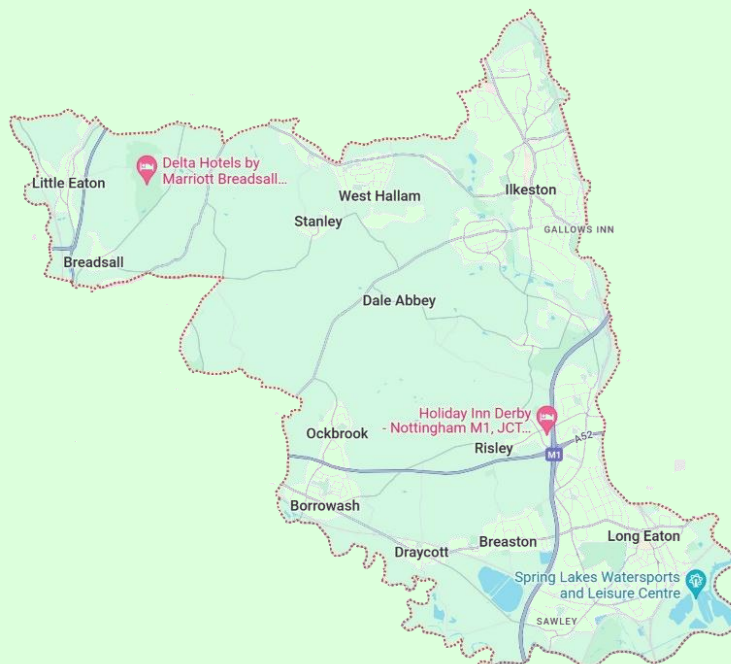 Delta Hotels by
Marriott Breadsall...
Little Eaton
West Hallam
Ilkeston
Stanley
GALLOWS INN
Breadsall
Dale Abbey
Holiday Inn Derby
- Nottingham M1, JCT...
Ockbrook
A52
Risley
M1
Borrowash
Long Eaton
Breaston
Draycott
Spring Lakes Watersports
and Leisure Centre
SAWLEY